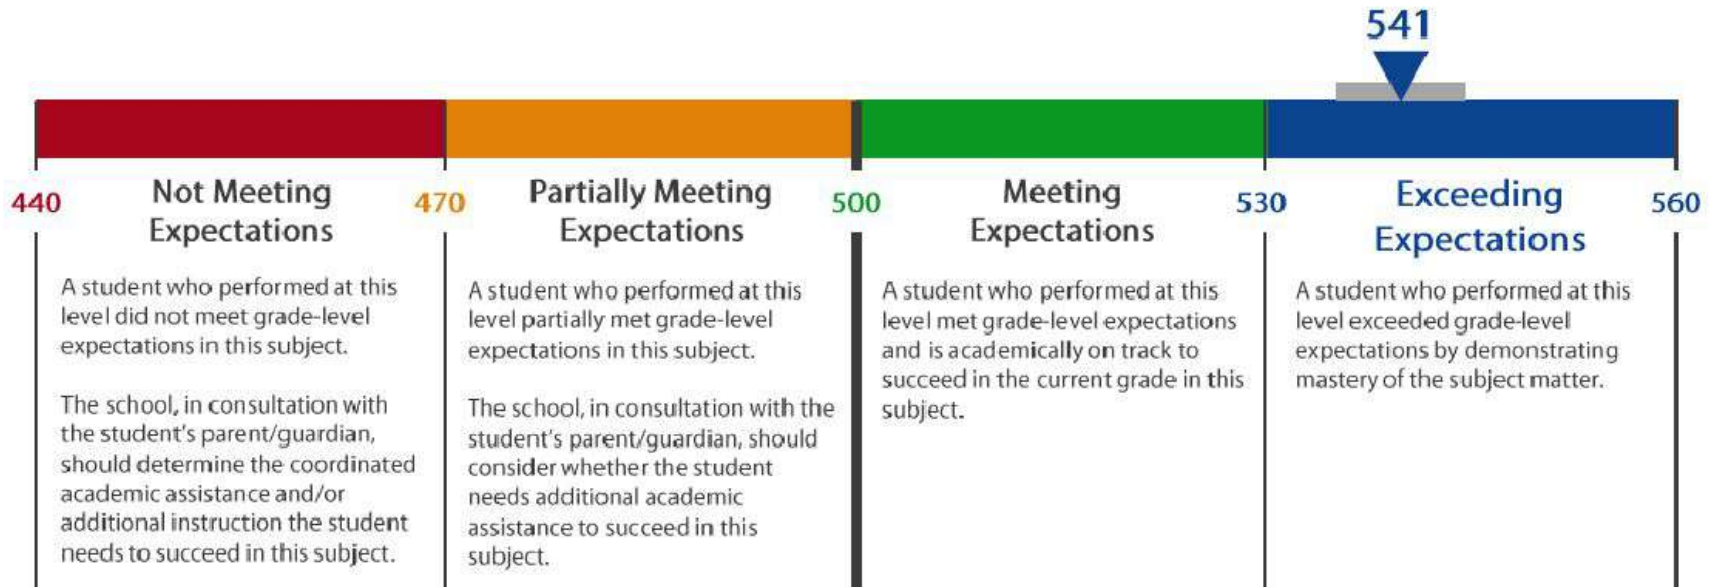 541
440
Not Meeting
Expectations
470
Partially Meeting
Expectations
500
Meeting
Expectations
530
Exceeding
Expectations
560
A student who performed at this
level did not meet grade-level
expectations in this subject.
The school, in consultation with
the student's parent/guardian,
should determine the coordinated
academic assistance and/or
additional instruction the student
needs to succeed in this subject.
A student who performed at this
level partially met grade-level
expectations in this subject.
The school, in consultation with the
student's parent/guardian, should
consider whether the student
needs additional academic
assistance to succeed in this
subject.
A student who performed at this
level met grade-level expectations
and is academically on track to
succeed in the current grade in this
subject.
A student who performed at this
level exceeded grade-level
expectations by demonstrating
mastery of the subject matter.